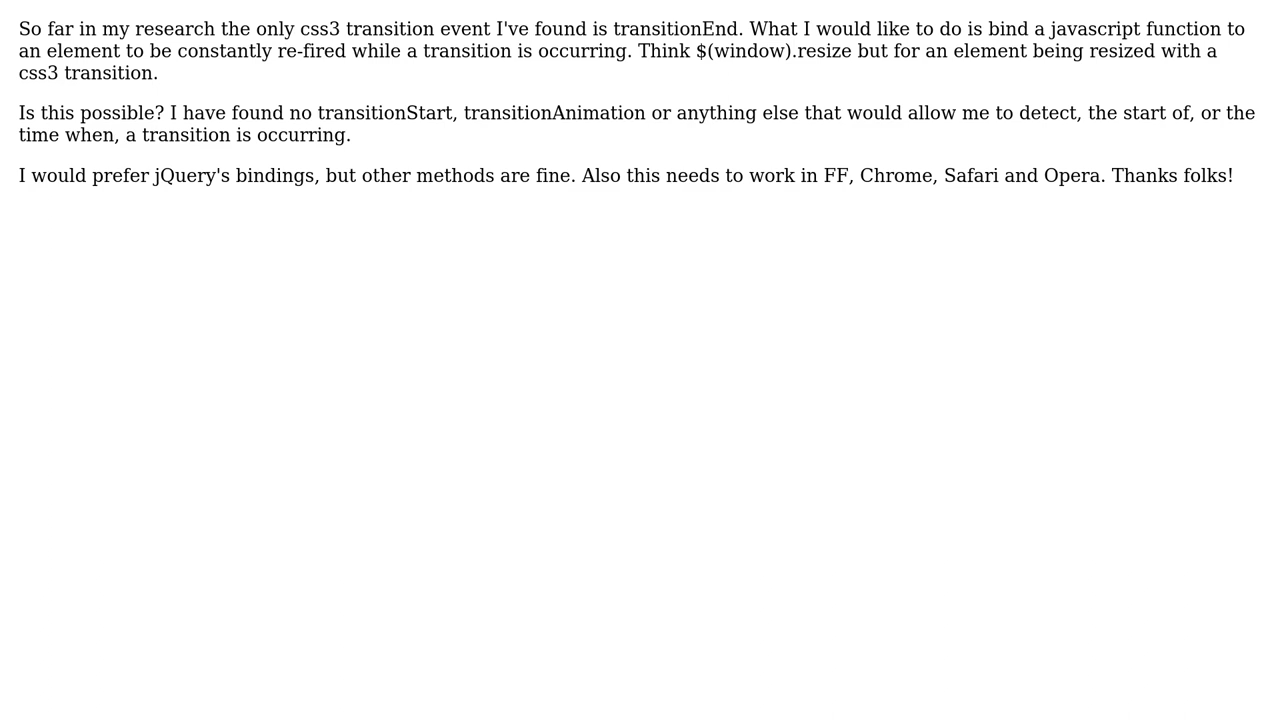 So far in my research the only css3 transition event I've found is transitionEnd. What I would like to do is bind a javascript function to
an element to be constantly re-fired while a transition is occurring. Think $(window).resize but for an element being resized with a
css3 transition.
Is this possible? I have found no transitionStart, transitionAnimation or anything else that would allow me to detect, the start of, or the
time when, a transition is occurring.
I would prefer jQuery's bindings, but other methods are fine. Also this needs to work in FF, Chrome, Safari and Opera. Thanks folks!